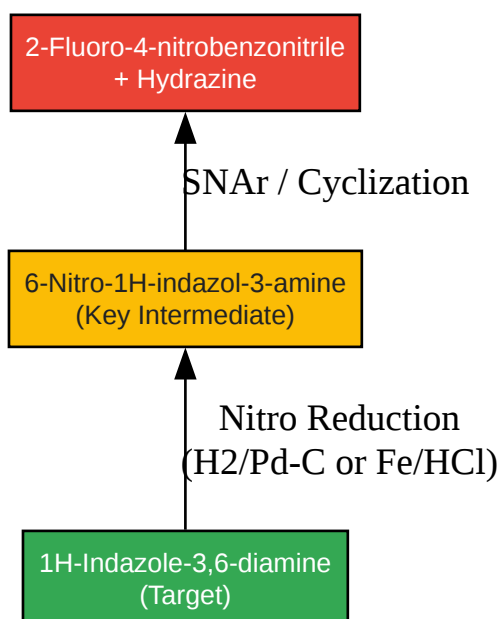 2-Fluoro-4-nitrobenzonitrile
+ Hydrazine
SNAr / Cyclization
6-Nitro-1H-indazol-3-amine
(Key Intermediate)
Nitro Reduction
(H2/Pd-C or Fe/HCl)
1H-Indazole-3,6-diamine
(Target)